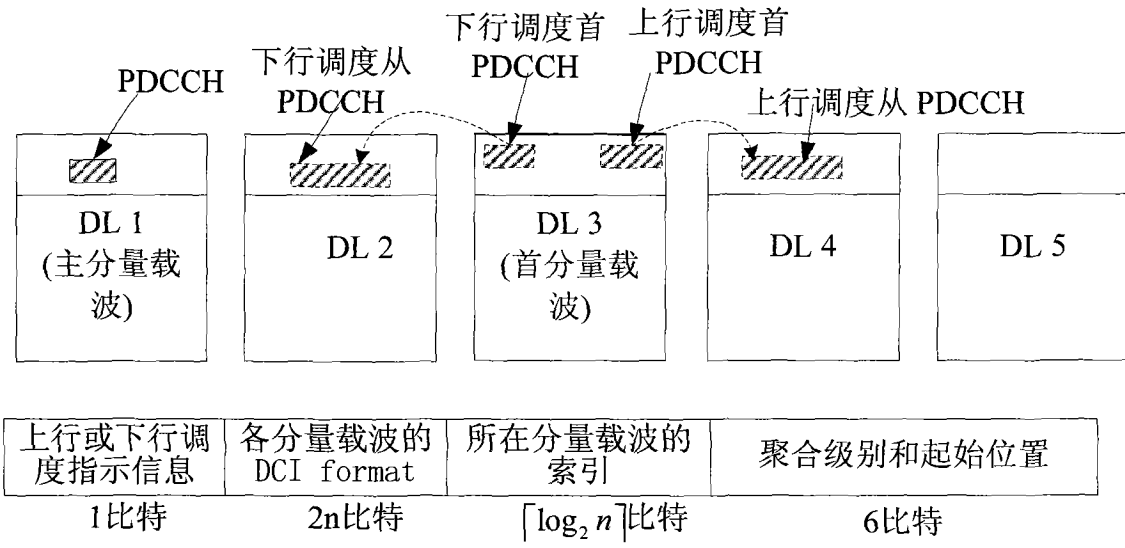 下行调度首 上行调度首
PDCCH 下行调度从 PDCCH PDCCH
PDCCH 上行调度从 PDCCH
DL 1
(主分量载
波)
DL 2
DL 3
(首分量载
波)
DL 4
DL 5
上行或下行调
度指示信息
各分量载波的
DCI format
所在分量载波的
索引
聚合级别和起始位置
1比特
2n比特
⌈log₂ n⌉比特
6比特